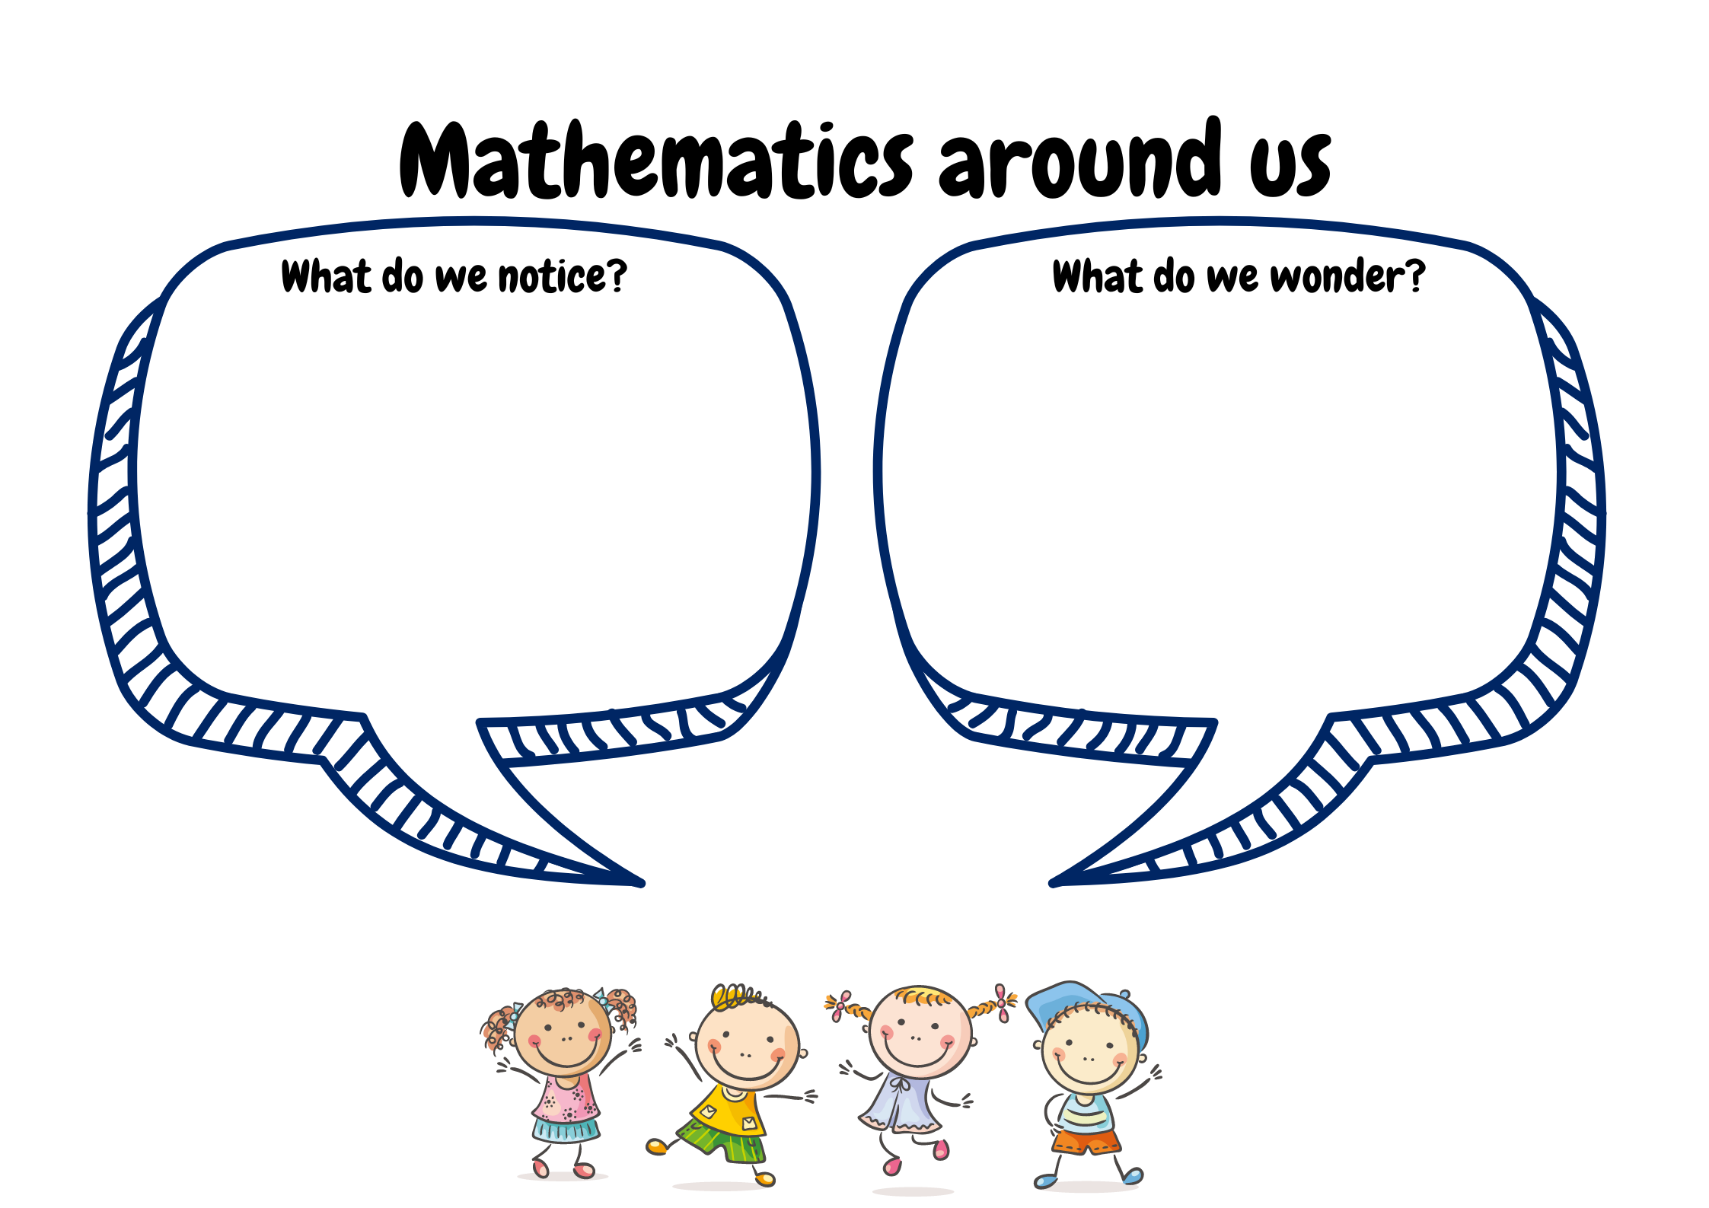 Mathematics around us
What do we notice?
What do we wonder?